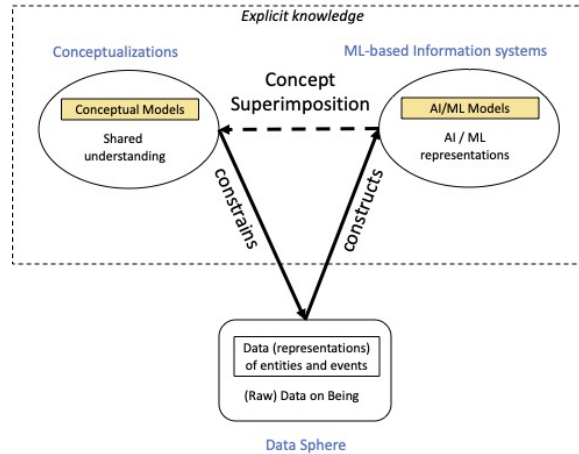 Explicit knowledge
Conceptualizations
ML-based Information systems
Conceptual Models
Shared
understanding
Concept
Superimposition
AI/ML Models
AI / ML
representations
constrains
constructs
Data (representations)
of entities and events
(Raw) Data on Being
Data Sphere